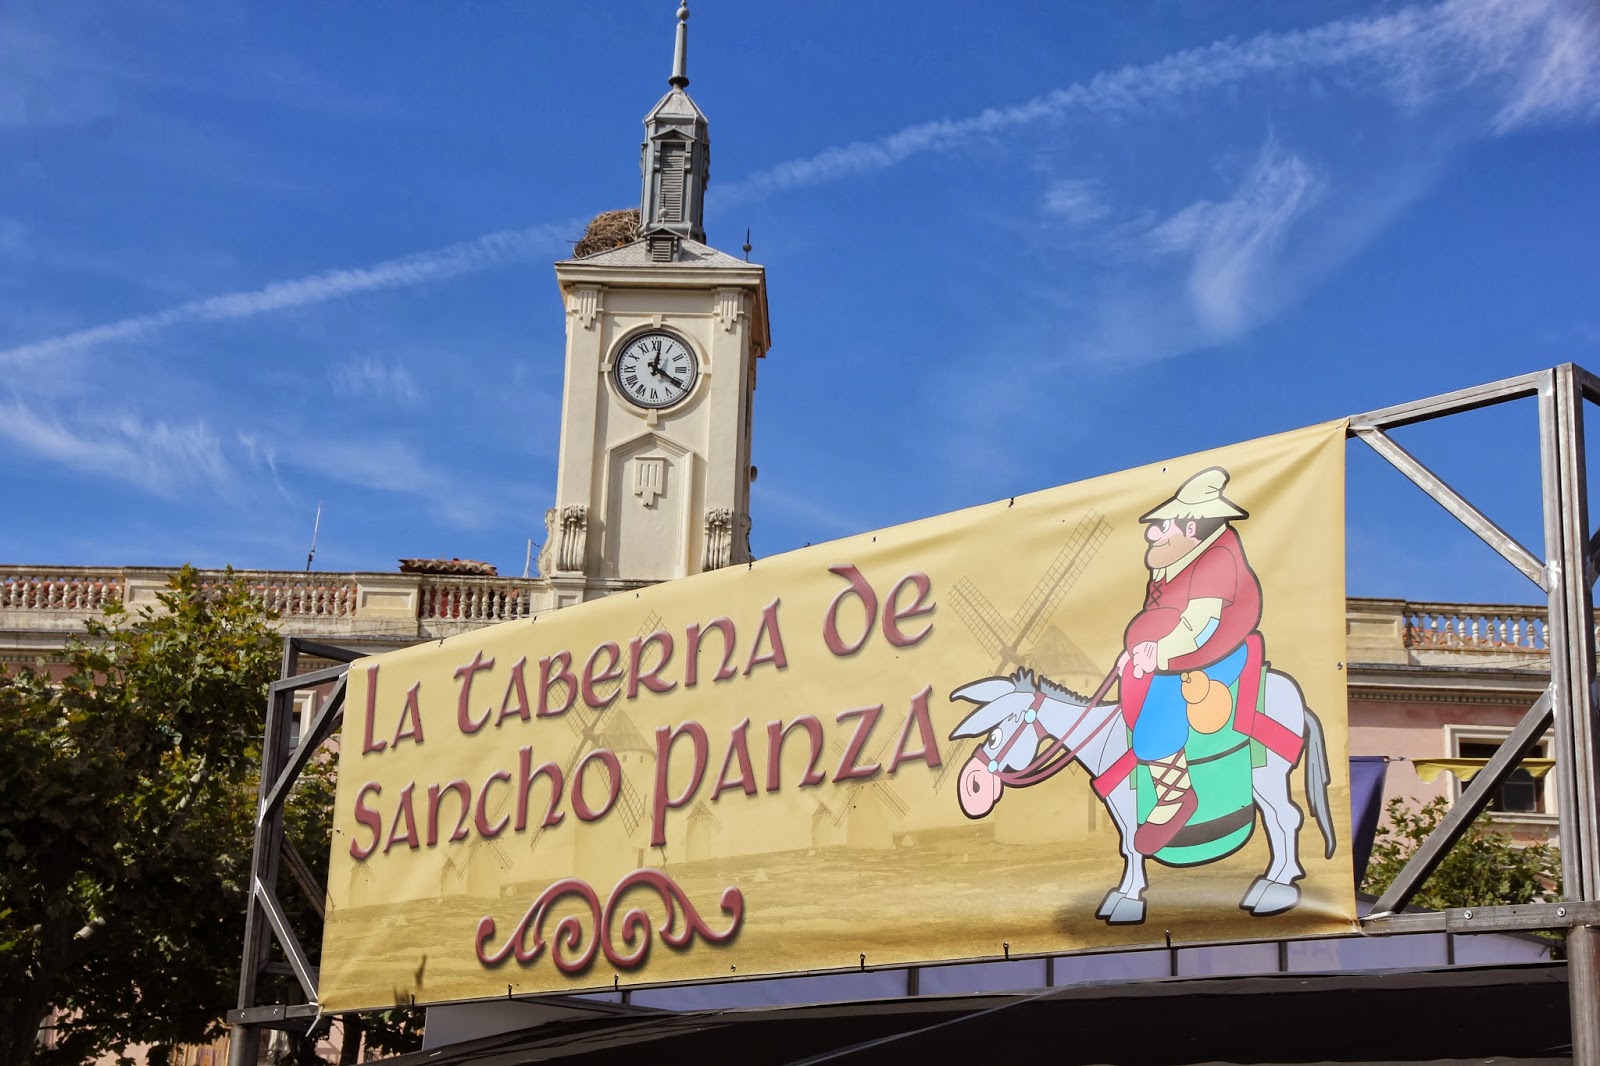 La taberna de
Sancho Panza